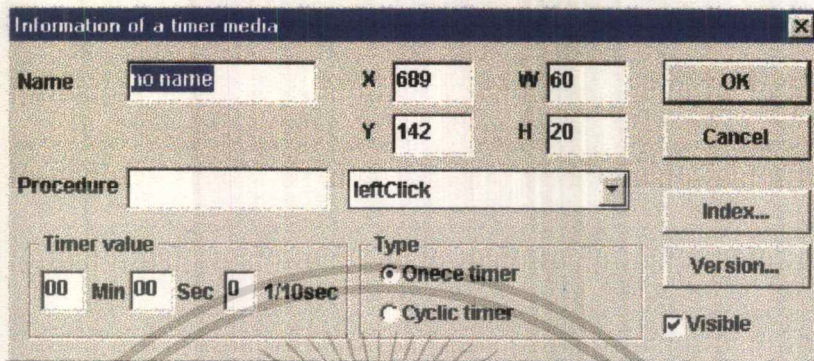 Information of a timer media
Name no name X 689 W 60 OK
Y 142 H 20 Cancel
Procedure leftClick
Index...
Timer value Type Version...
00 Min 00 Sec 0 1/10sec Onece timer
Cyclic timer Visible